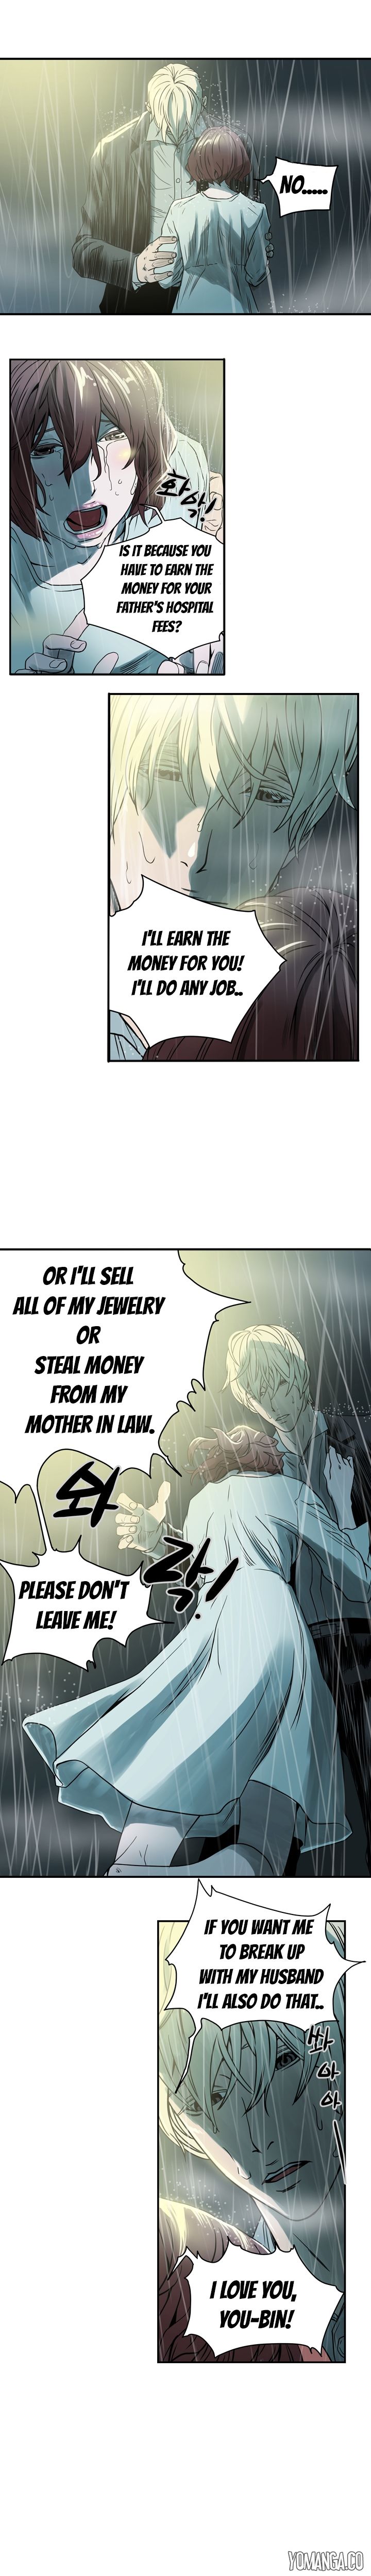 NO.....
화악!
IS IT BECAUSE YOU
HAVE TO EARN THE
MONEY FOR YOUR
FATHER'S HOSPITAL
FEES?
I'LL EARN THE
MONEY FOR YOU!
I'LL DO ANY JOB..
OR I'LL SELL
ALL OF MY JEWELRY
OR
STEAL MONEY
FROM MY
MOTHER IN LAW.
와
락!
PLEASE DON'T
LEAVE ME!
IF YOU WANT ME
TO BREAK UP
WITH MY HUSBAND
I'LL ALSO DO THAT..
쏴
아
아
I LOVE YOU,
YOU-BIN!
YOMANGA.CO